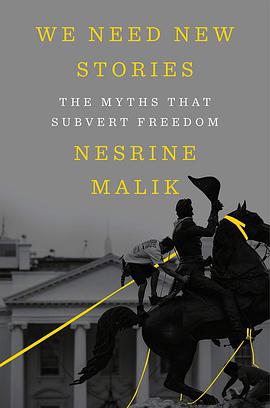 WE NEED NEW
STORIES
THE MYTHS THAT
SUBVERT FREEDOM
NESRINE
MALIK